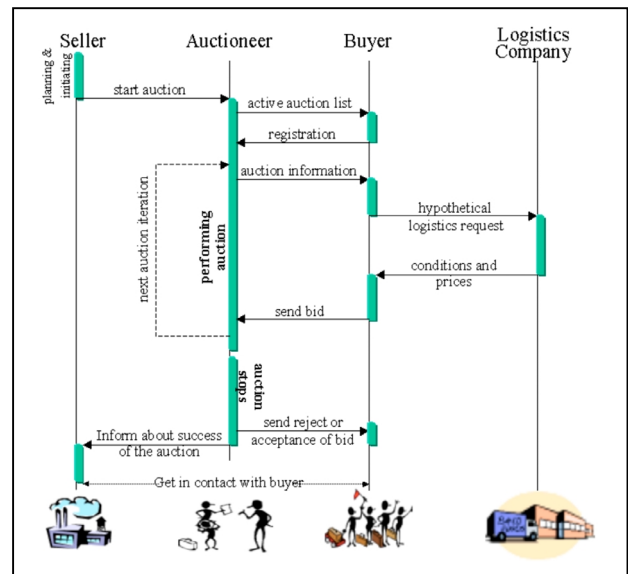 Seller
Auctioneer
Buyer
Logistics
Company
planning &
initiating
start auction
active auction list
registration
auction information
hypothetical
logistics request
next auction iteration
performing
auction
conditions and
prices
send bid
auction
stops
send reject or
acceptance of bid
Inform about success
of the auction
Get in contact with buyer